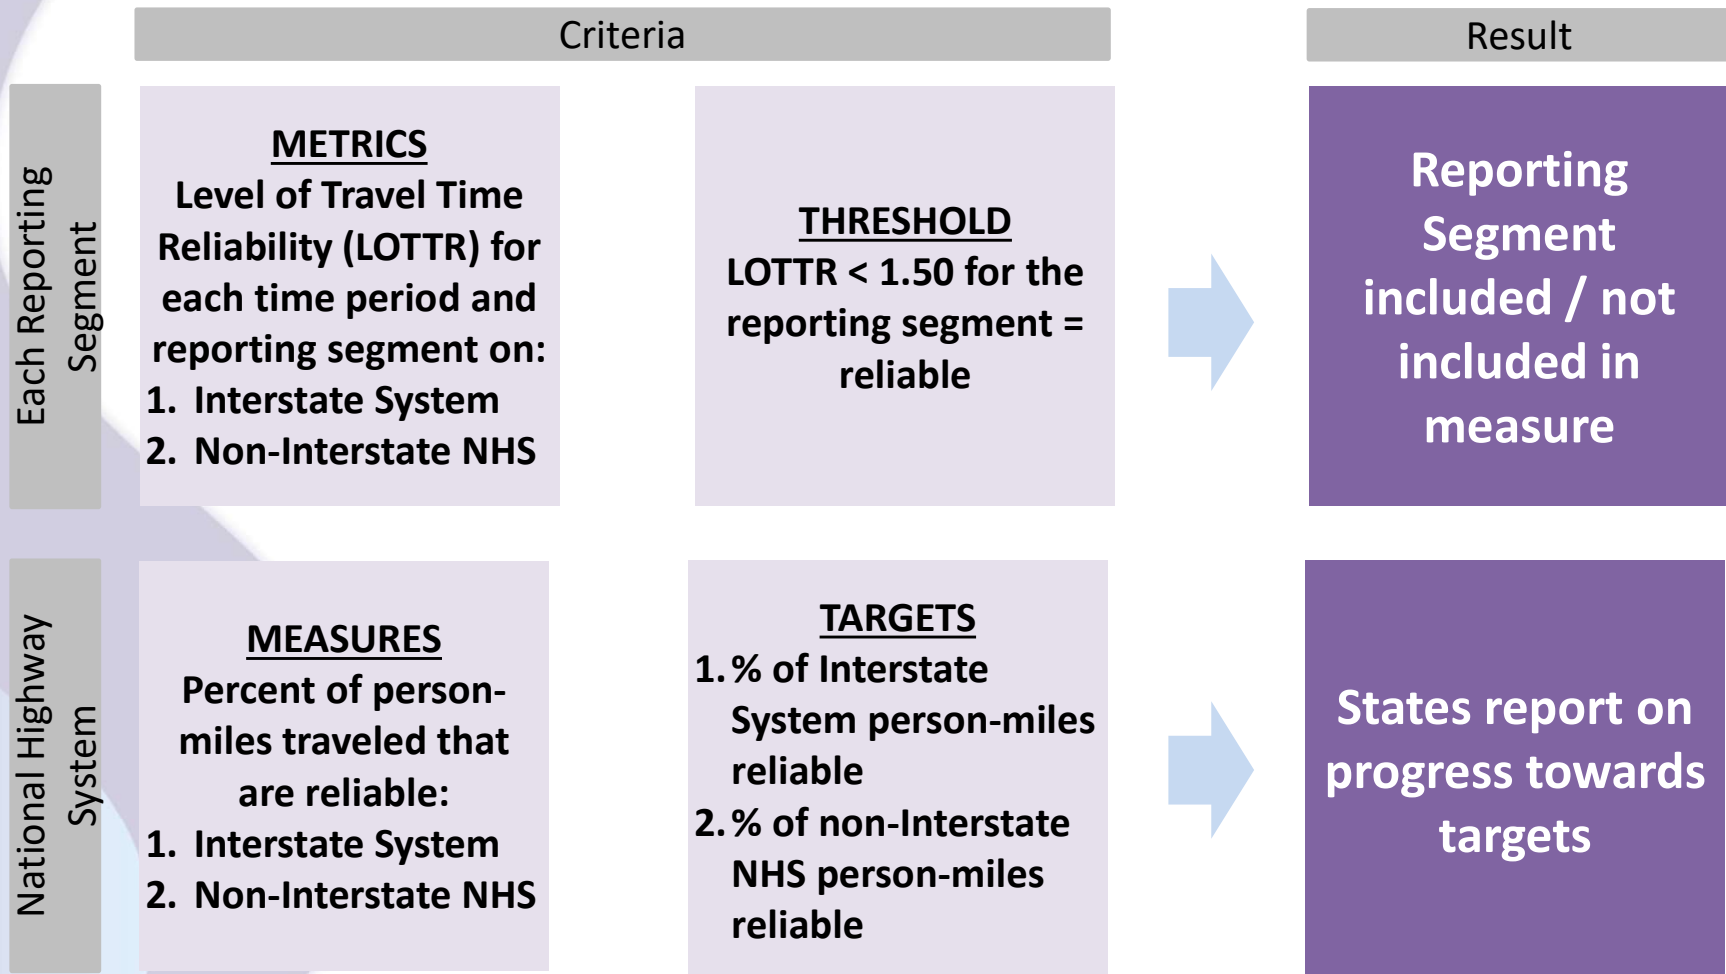 Criteria
Result
Each Reporting
Segment
METRICS
Level of Travel Time
Reliability (LOTTR) for
each time period and
reporting segment on:
1. Interstate System
2. Non-Interstate NHS
THRESHOLD
LOTTR < 1.50 for the
reporting segment =
reliable
Reporting
Segment
included / not
included in
measure
National Highway
System
MEASURES
Percent of person-
miles traveled that
are reliable:
1. Interstate System
2. Non-Interstate NHS
TARGETS
1. % of Interstate
System person-miles
reliable
2. % of non-Interstate
NHS person-miles
reliable
States report on
progress towards
targets